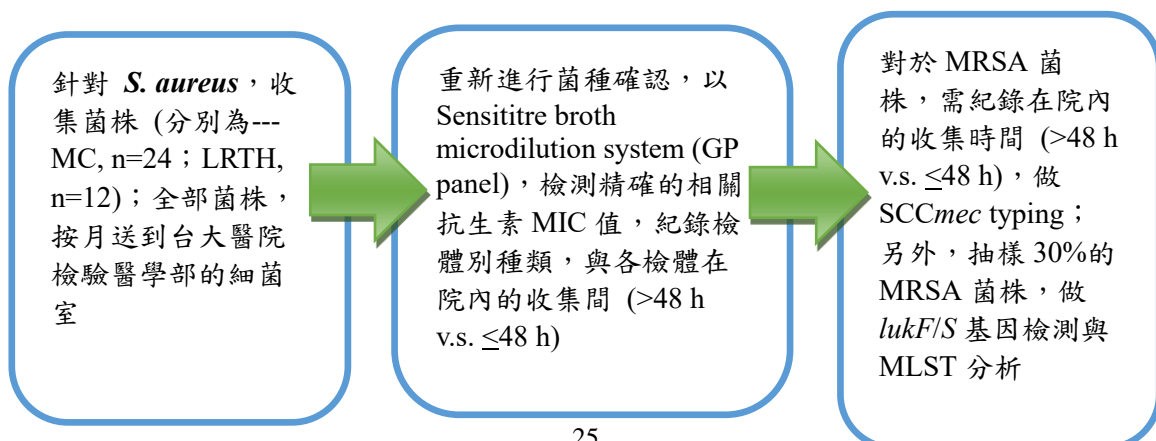 針對 S. aureus，收
集菌株 (分別為---
MC, n=24；LRTH,
n=12)；全部菌株，
按月送到台大醫院
檢驗醫學部的細菌
室
重新進行菌種確認，以
Sensititre broth
microdilution system (GP
panel)，檢測精確的相關
抗生素 MIC 值，紀錄檢
體別種類，與各檢體在
院內的收集間 (>48 h
v.s. ≤48 h)
對於 MRSA 菌
株，需紀錄在院內
的收集時間 (>48 h
v.s. ≤48 h)，做
SCCmec typing；
另外，抽樣 30%的
MRSA 菌株，做
lukF/S 基因檢測與
MLST 分析
25